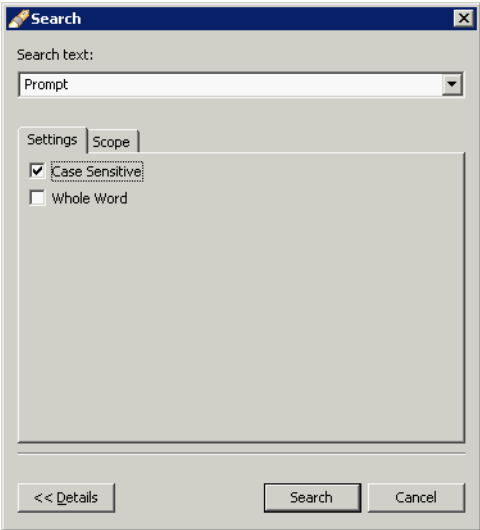 Search
Search text:
Prompt
Settings Scope
Case Sensitive
Whole Word
<< Details Search Cancel